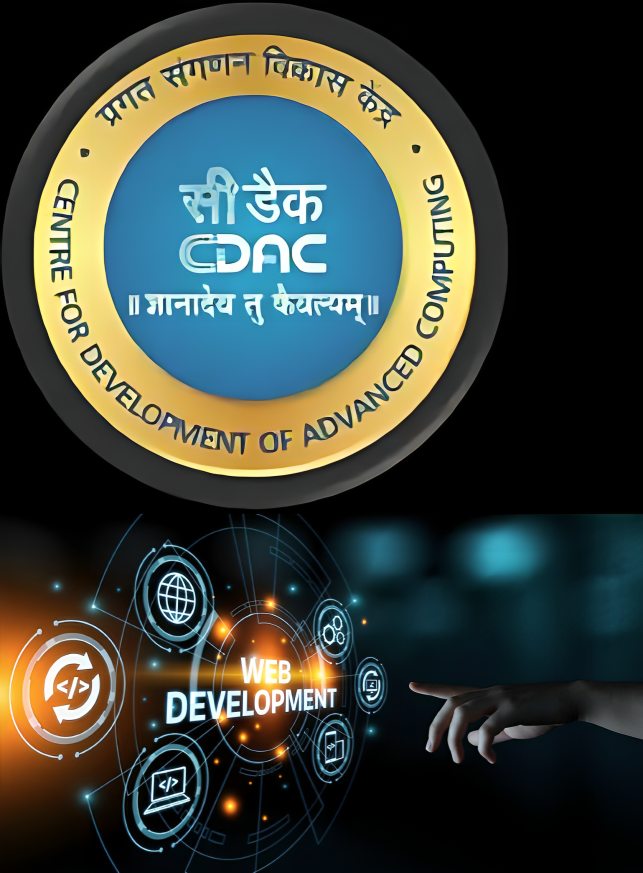 प्रगत संगणन विकास केंद्र
सी डैक
CDAC
॥ ज्ञानादेव तु कैवल्यम् ॥
CENTRE FOR DEVELOPMENT OF ADVANCED COMPUTING
WEB
DEVELOPMENT